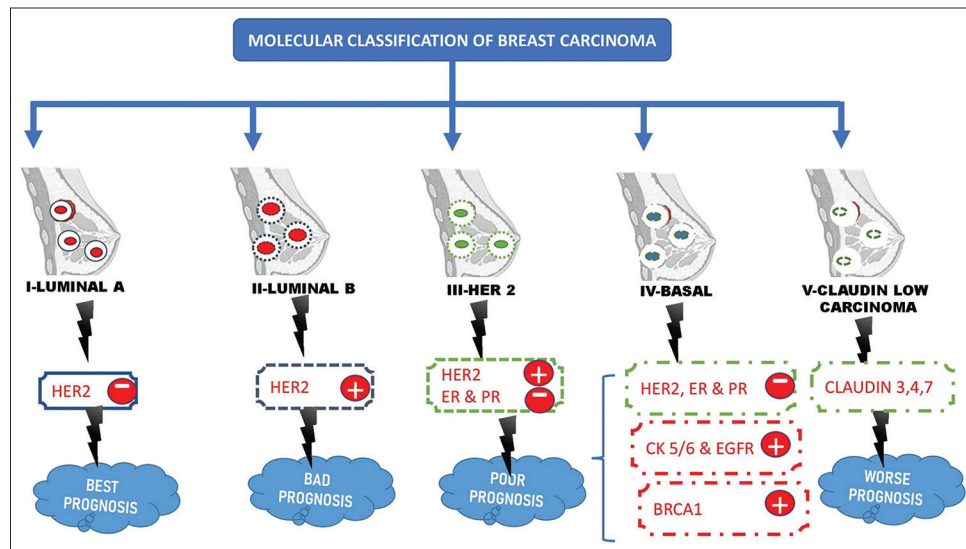 MOLECULAR CLASSIFICATION OF BREAST CARCINOMA
I-LUMINAL A
HER2 −
BEST
PROGNOSIS
II-LUMINAL B
HER2 +
BAD
PROGNOSIS
III-HER 2
HER2 +
ER & PR −
POUR
PROGNOSIS
IV-BASAL
HER2, ER & PR −
CK 5/6 & EGFR +
BRCA1 +
V-CLAUDIN LOW
CARCINOMA
CLAUDIN 3,4,7
WORSE
PROGNOSIS